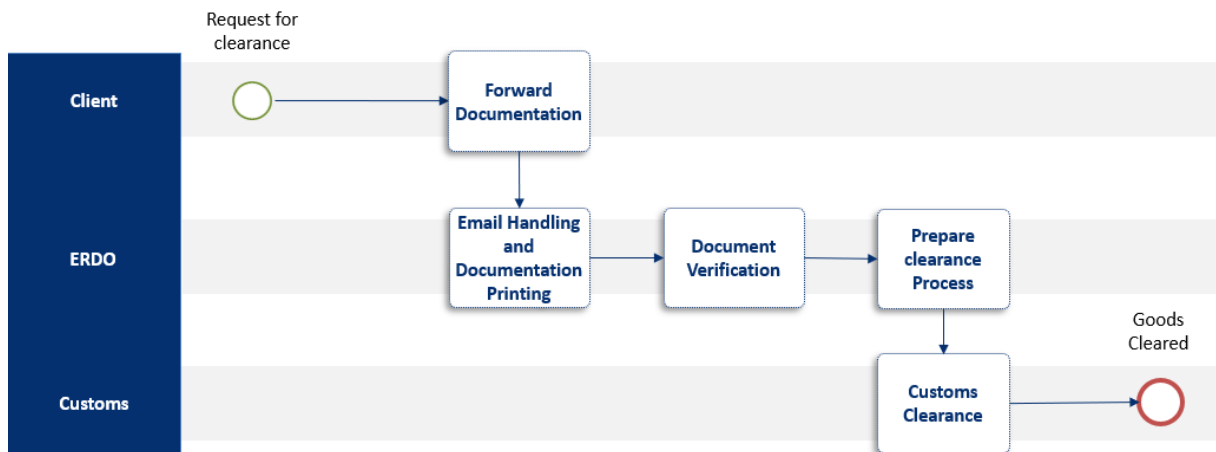 Request for
clearance
Client
Forward
Documentation
ERDO
Email Handling
and
Documentation
Printing
Document
Verification
Prepare
clearance
Process
Goods
Cleared
Customs
Customs
Clearance